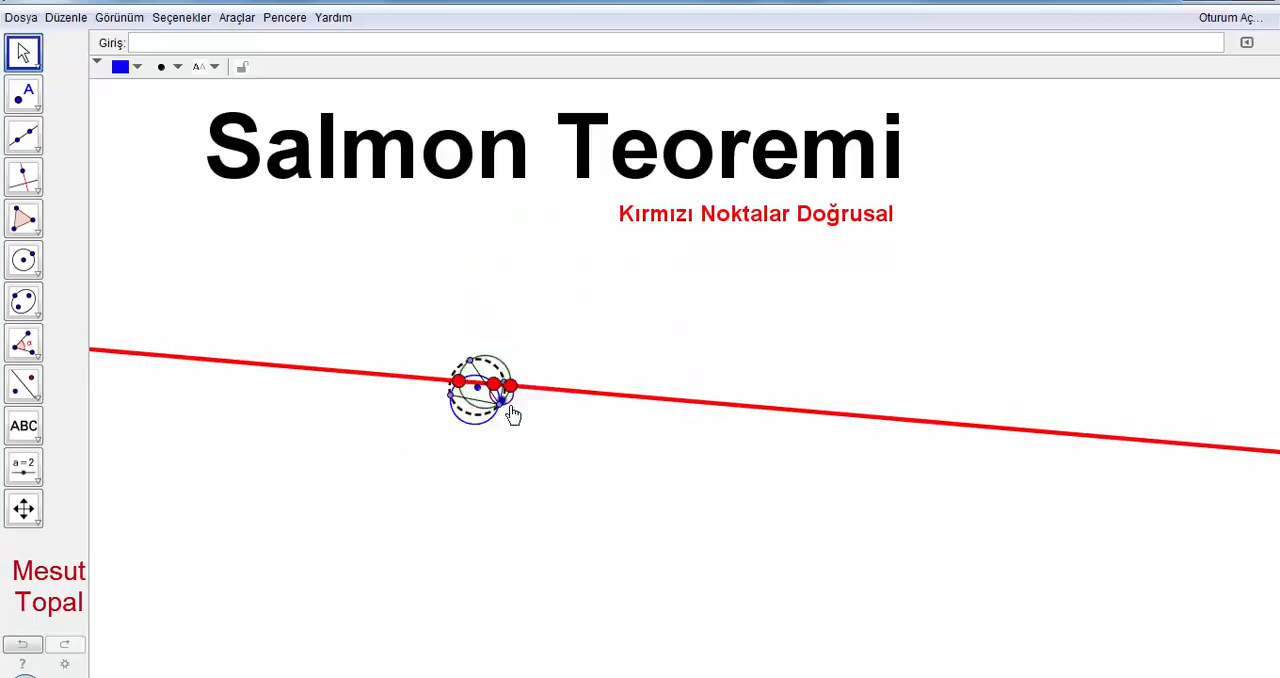 Dosya Düzenle Görünüm Seçenekler Araçlar Pencere Yardım Oturum Aç...
Giriş:
AA
Salmon Teoremi
Kırmızı Noktalar Doğrusal
A
α
ABC
a=2
Mesut
Topal
?